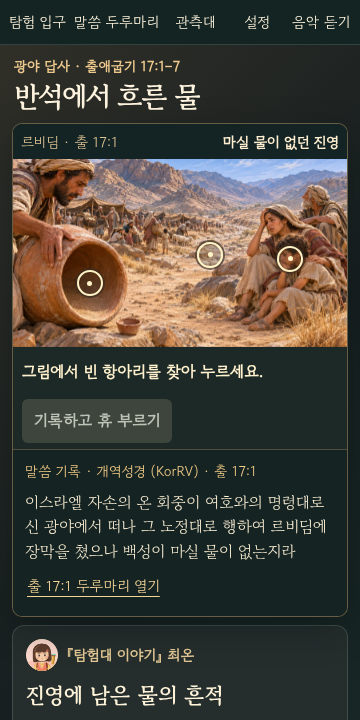 탐험 입구 말씀 두루마리 관측대 설정 음악 듣기
광야 답사 · 출애굽기 17:1–7
반석에서 흐른 물
르비딤 · 출 17:1 마실 물이 없던 진영
그림에서 빈 항아리를 찾아 누르세요.
기록하고 휴 부르기
말씀 기록 · 개역성경 (KorRV) · 출 17:1
이스라엘 자손의 온 회중이 여호와의 명령대로
신 광야에서 떠나 그 노정대로 행하여 르비딤에
장막을 쳤으나 백성이 마실 물이 없는지라
출 17:1 두루마리 열기
『탐험대 이야기』 최온
진영에 남은 물의 흔적